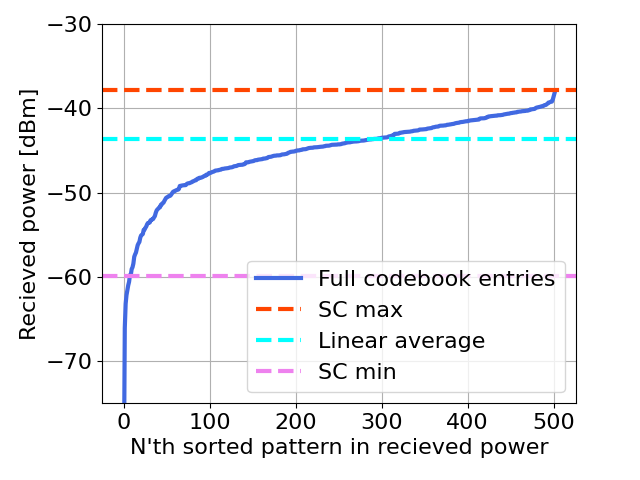 −30
−40
−50
−60
−70
Recieved power [dBm]
Full codebook entries
SC max
Linear average
SC min
0 100 200 300 400 500
N'th sorted pattern in recieved power